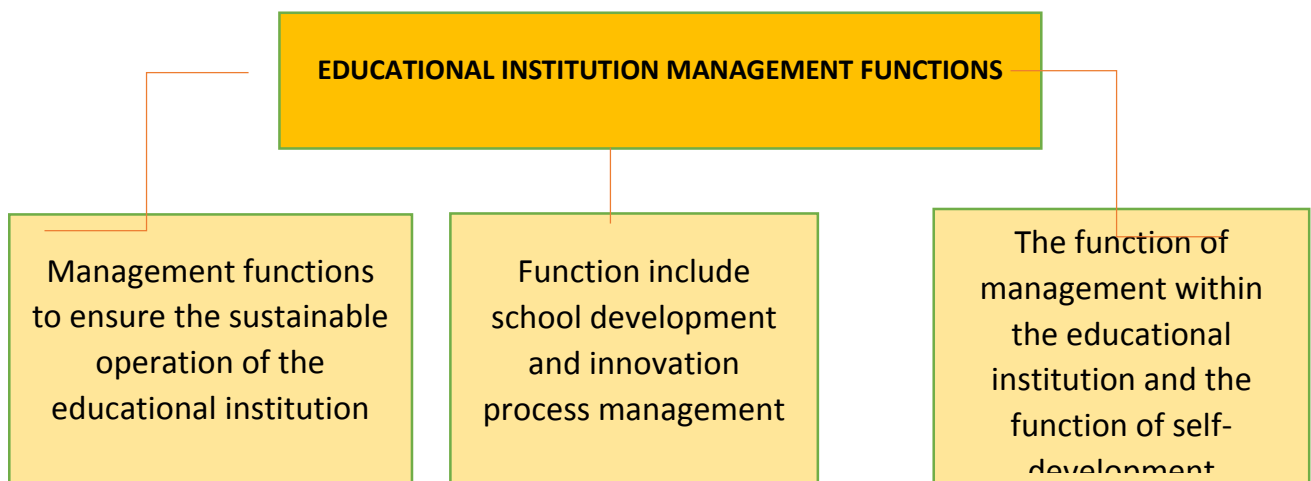 EDUCATIONAL INSTITUTION MANAGEMENT FUNCTIONS
Management functions
to ensure the sustainable
operation of the
educational institution
Function include
school development
and innovation
process management
The function of
management within
the educational
institution and the
function of self-
development